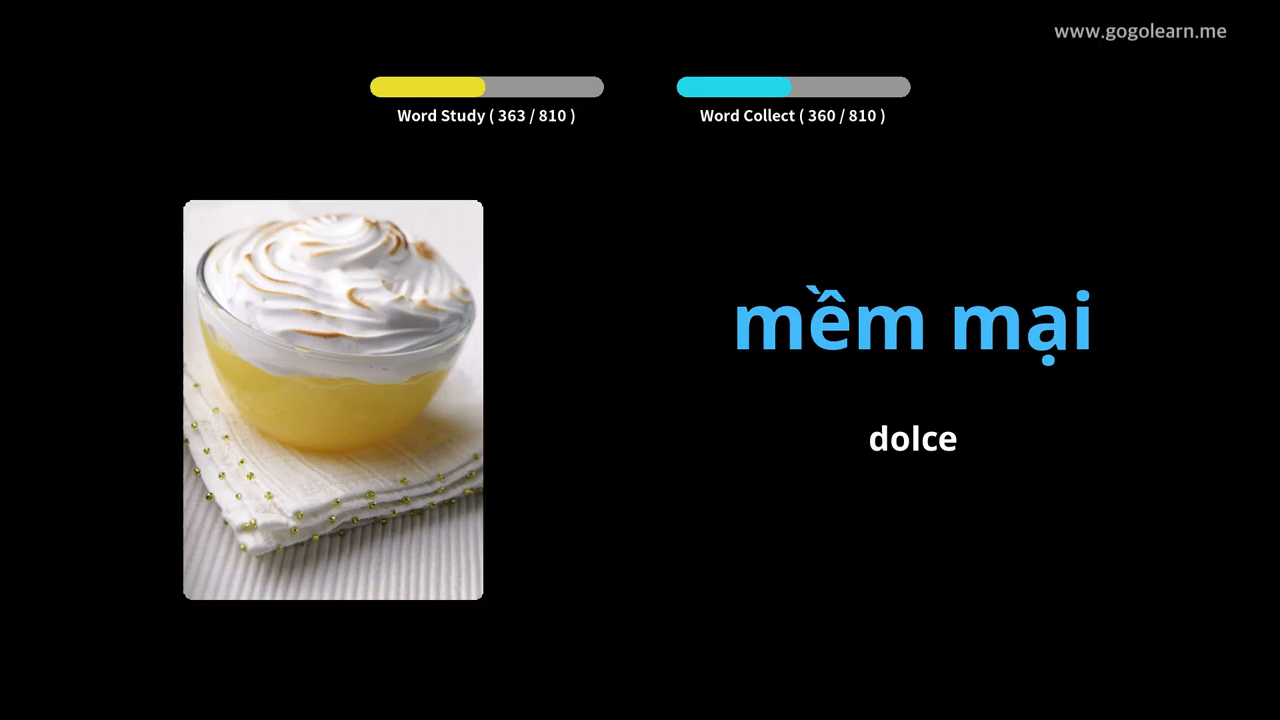 www.gogolearn.me
Word Study ( 363 / 810 )
Word Collect ( 360 / 810 )
mềm mại
dolce